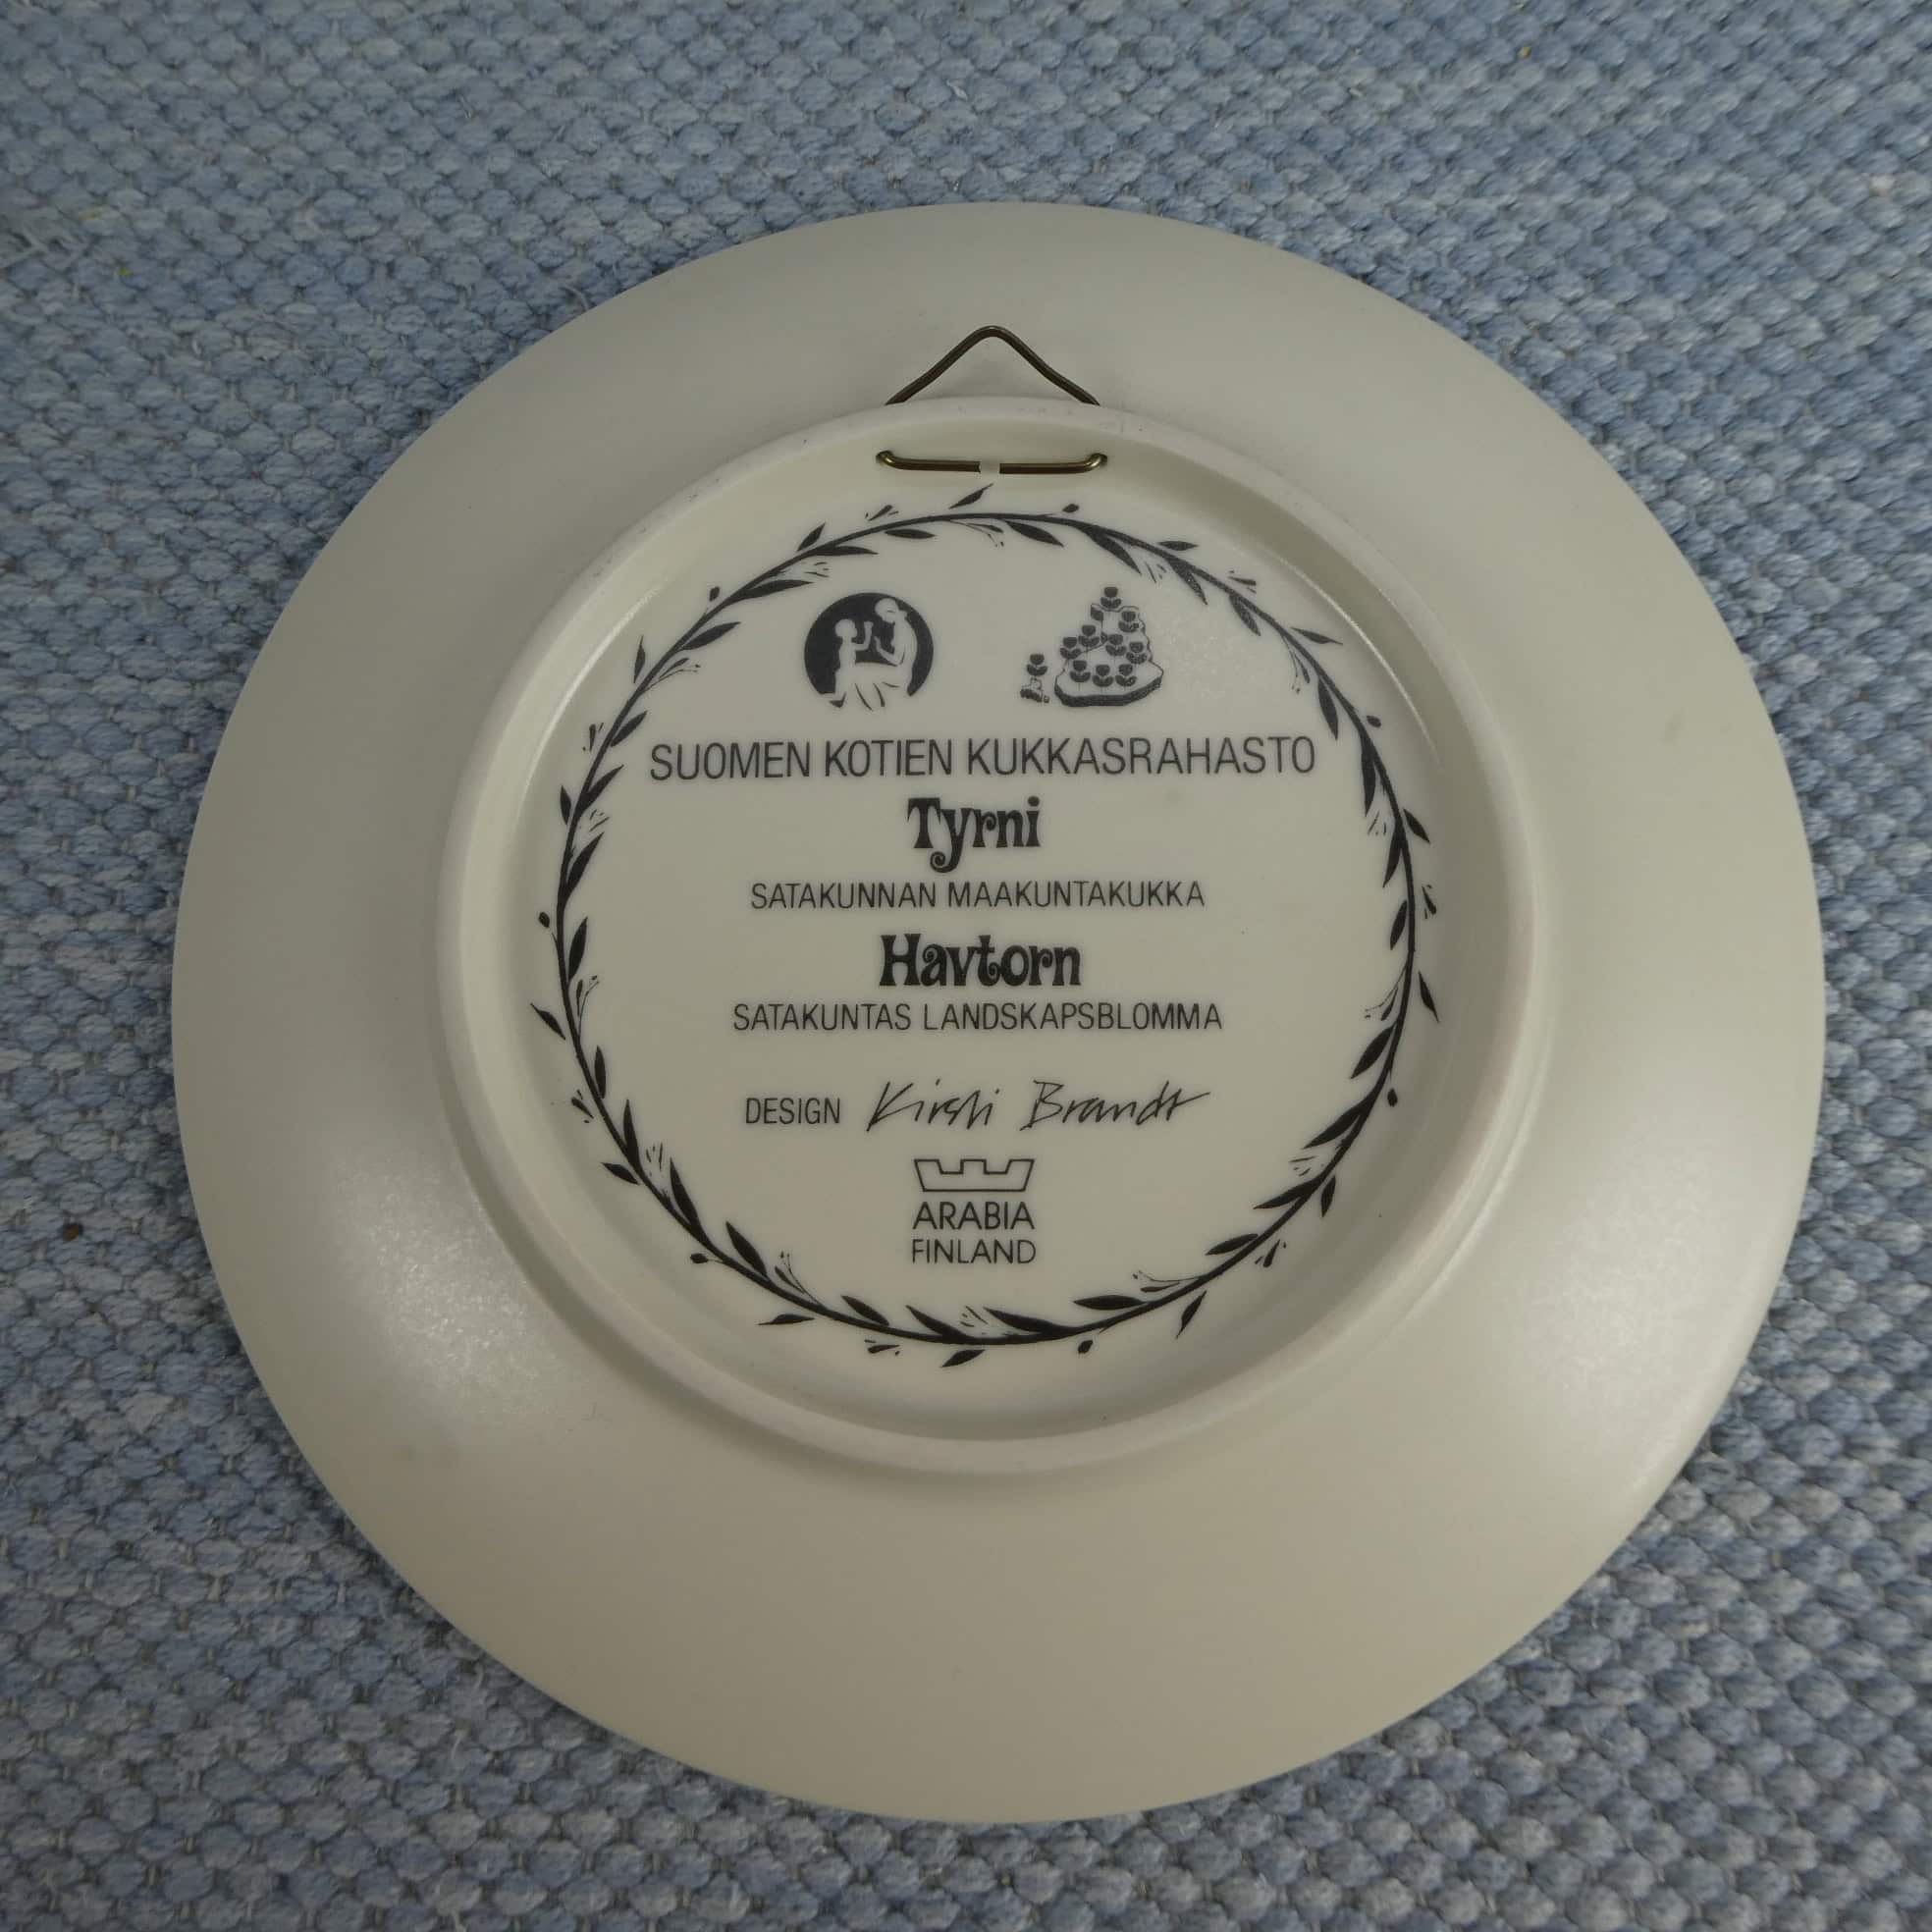 SUOMEN KOTIEN KUKKASRAHASTO
Tyrni
SATAKUNNAN MAAKUNTAKUKKA
Havtorn
SATAKUNTAS LANDSKAPSBLOMMA
DESIGN Kirsti Brandt
ARABIA
FINLAND